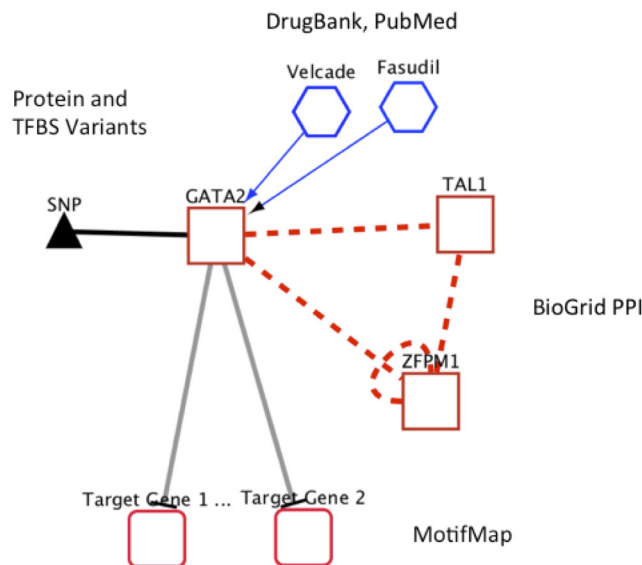 DrugBank, PubMed
Velcade
Fasudil
Protein and
TFBS Variants
SNP
GATA2
TAL1
BioGrid PPI
ZFPM1
Target Gene 1 ...
Target Gene 2
MotifMap